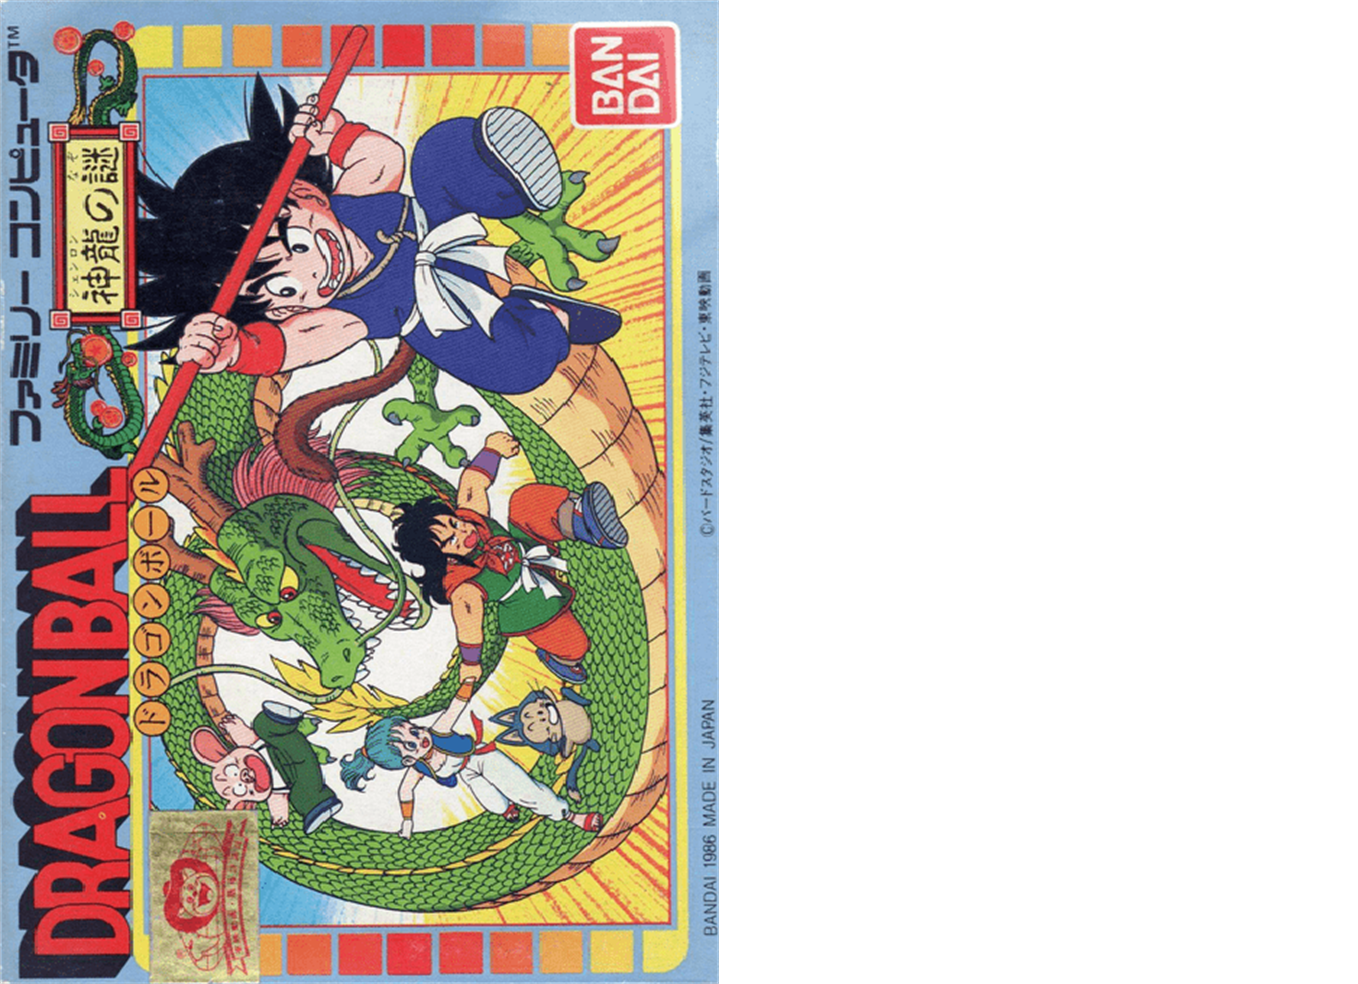 ファミリー コンピュータ™
DRAGONBALL
ドラゴンボール
シェンロン なぞ
神龍の謎
BAN
DAI
©バードスタジオ/集英社・フジテレビ・東映動画
BANDAI 1986 MADE IN JAPAN